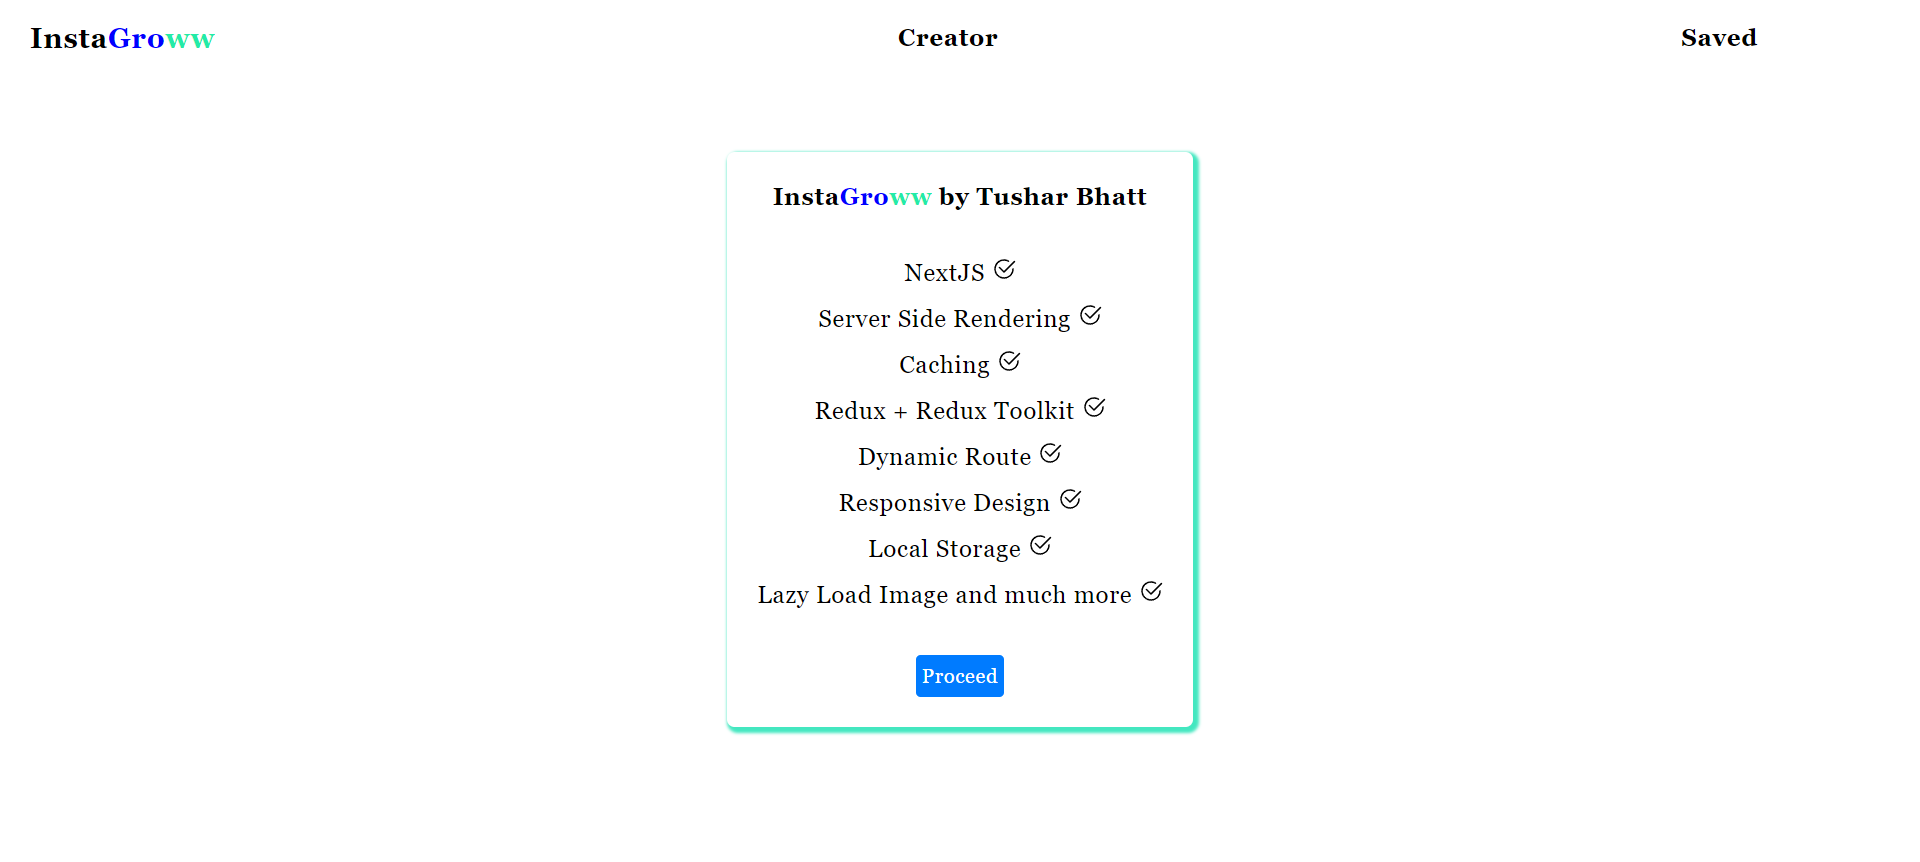 InstaGroww Creator Saved
InstaGroww by Tushar Bhatt
NextJS
Server Side Rendering
Caching
Redux + Redux Toolkit
Dynamic Route
Responsive Design
Local Storage
Lazy Load Image and much more
Proceed